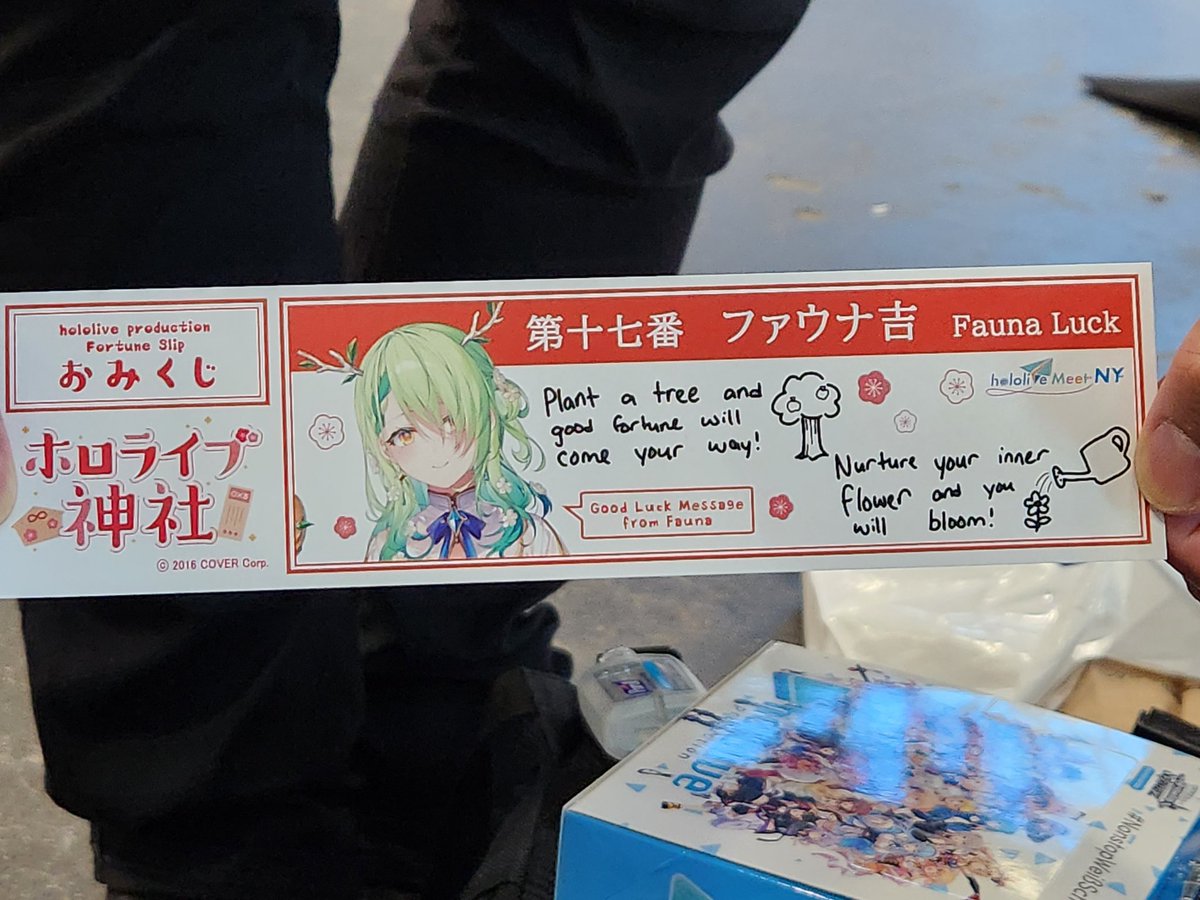 hololive production
Fortune Slip
おみくじ
ホロライブ
神社
© 2016 COVER Corp.
第十七番 ファウナ吉 Fauna Luck
hololive Meet NY
Plant a tree and
good fortune will
come your way!
Good Luck Message
from Fauna
Nurture your inner
flower and you
will bloom!